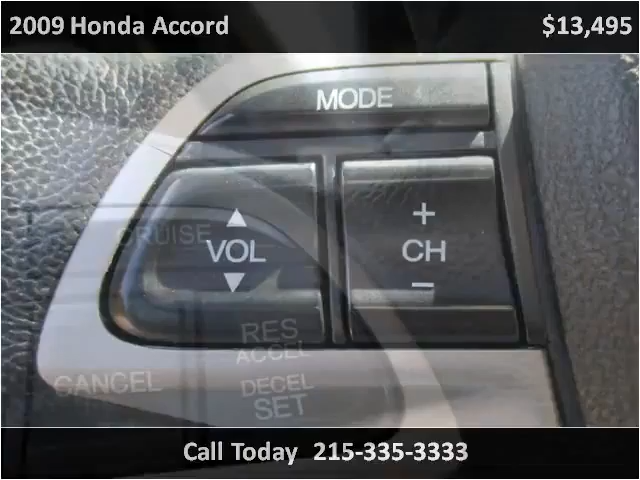 2009 Honda Accord $13,495
MODE
CRUISE
VOL
+
CH
-
RES
ACCEL
CANCEL
DECEL
SET
Call Today 215-335-3333